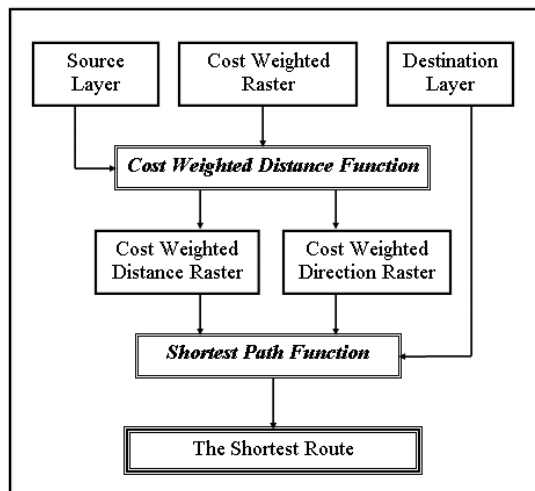 Source
Layer
Cost Weighted
Raster
Destination
Layer
Cost Weighted Distance Function
Cost Weighted
Distance Raster
Cost Weighted
Direction Raster
Shortest Path Function
The Shortest Route